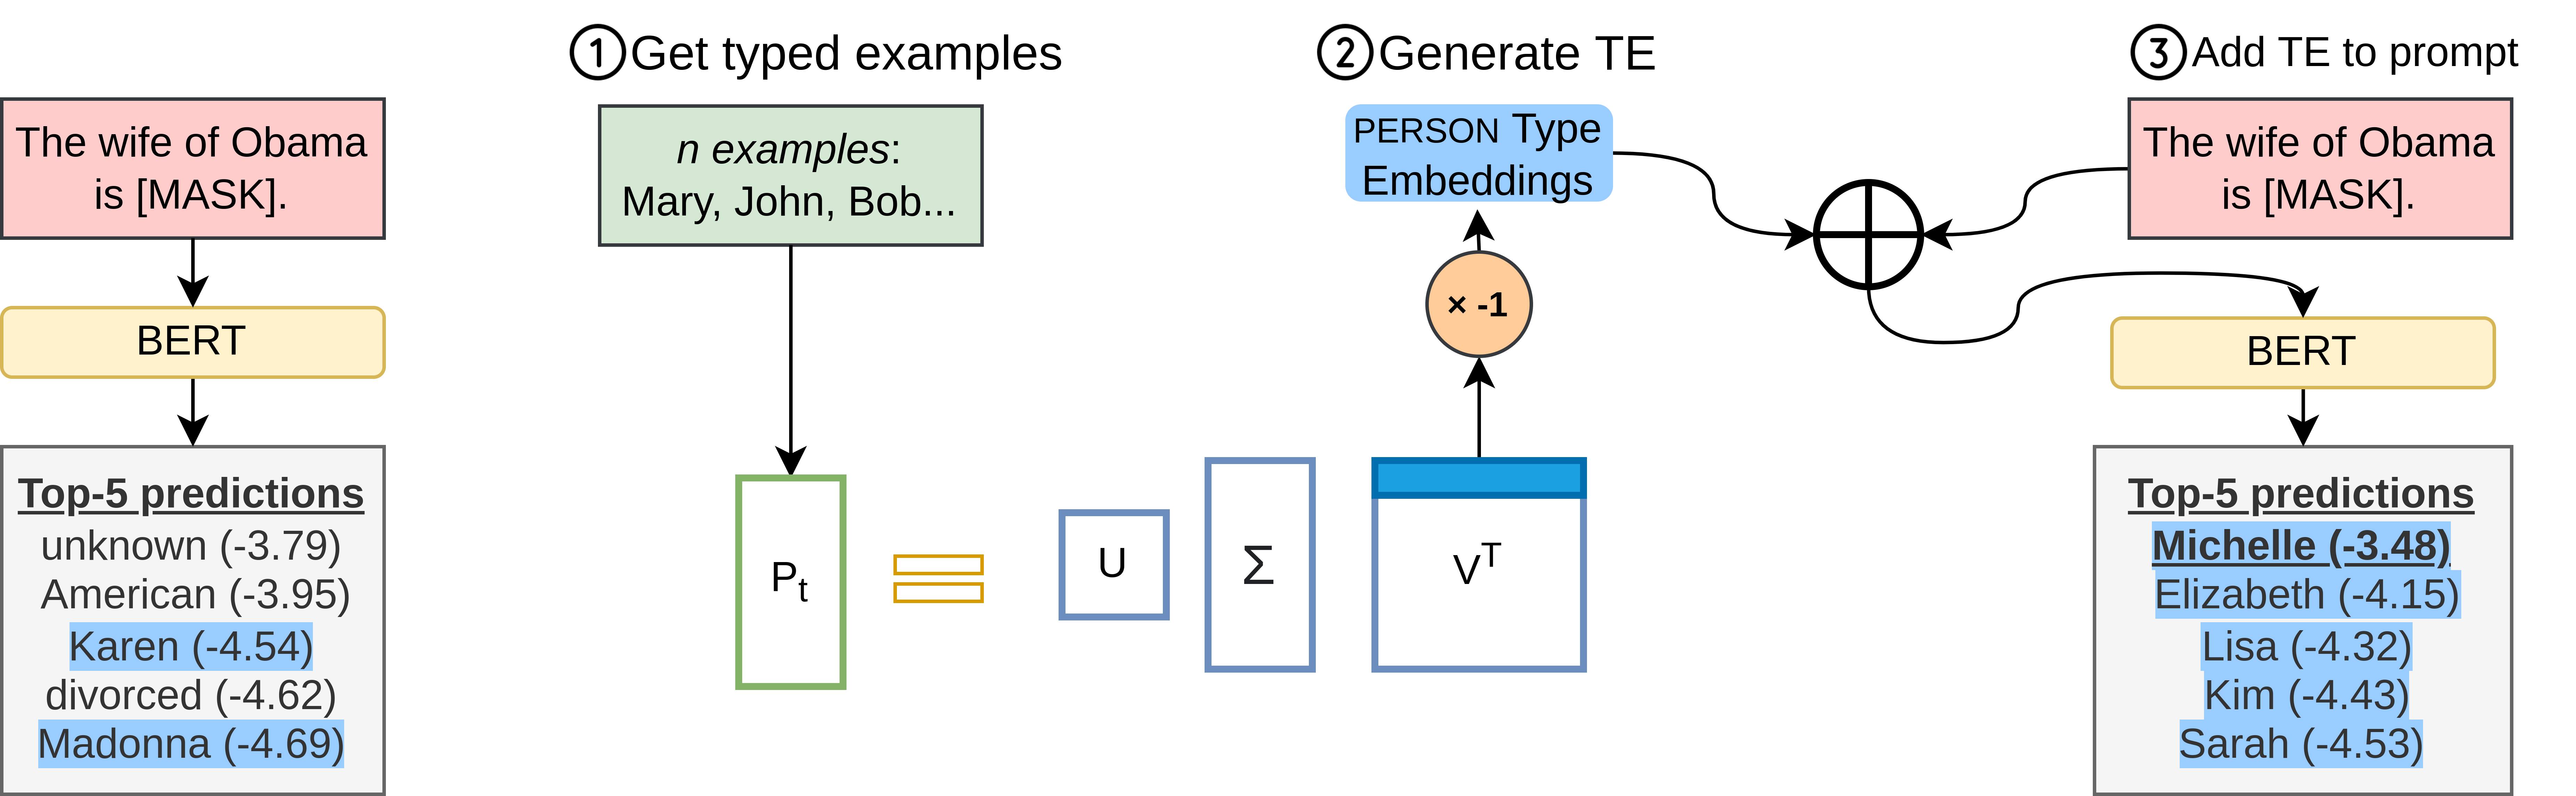 The wife of Obama
is [MASK].
BERT
Top-5 predictions
unknown (-3.79)
American (-3.95)
Karen (-4.54)
divorced (-4.62)
Madonna (-4.69)
1 Get typed examples
n examples:
Mary, John, Bob...
Pt
U
Σ
VT
2 Generate TE
PERSON Type
Embeddings
× -1
3 Add TE to prompt
The wife of Obama
is [MASK].
BERT
Top-5 predictions
Michelle (-3.48)
Elizabeth (-4.15)
Lisa (-4.32)
Kim (-4.43)
Sarah (-4.53)